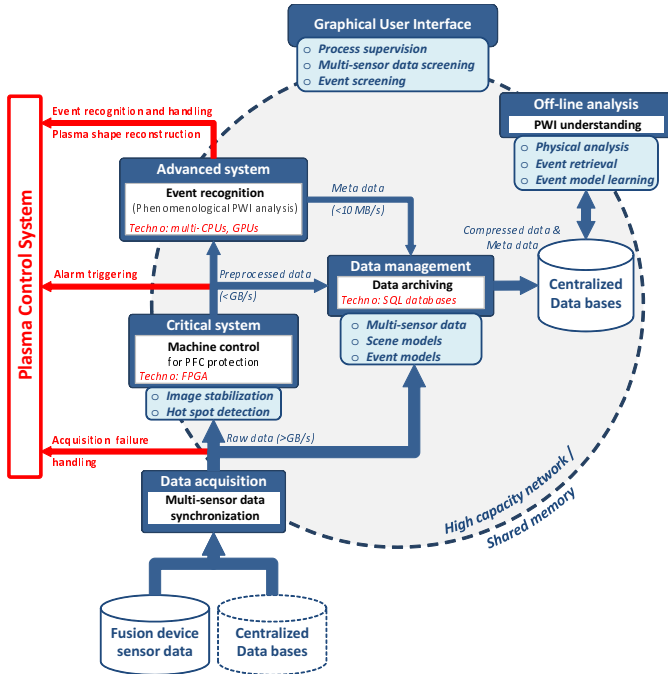 Graphical User Interface
o Process supervision
o Multi-sensor data screening
o Event screening
Off-line analysis
PWI understanding
o Physical analysis
o Event retrieval
o Event model learning
Plasma Control System
Event recognition and handling
Plasma shape reconstruction
Advanced system
Event recognition
(Phenomenological PWI analysis)
Techno: multi-CPUs, GPUs
Meta data
(<10 MB/s)
Compressed data &
Meta data
Alarm triggering
Preprocessed data
(<GB/s)
Data management
Data archiving
Techno: SQL databases
o Multi-sensor data
o Scene models
o Event models
Centralized
Data bases
Critical system
Machine control
for PFC protection
Techno: FPGA
o Image stabilization
o Hot spot detection
Acquisition failure
handling
Raw data (>GB/s)
High capacity network /
Shared memory
Data acquisition
Multi-sensor data
synchronization
Fusion device
sensor data
Centralized
Data bases